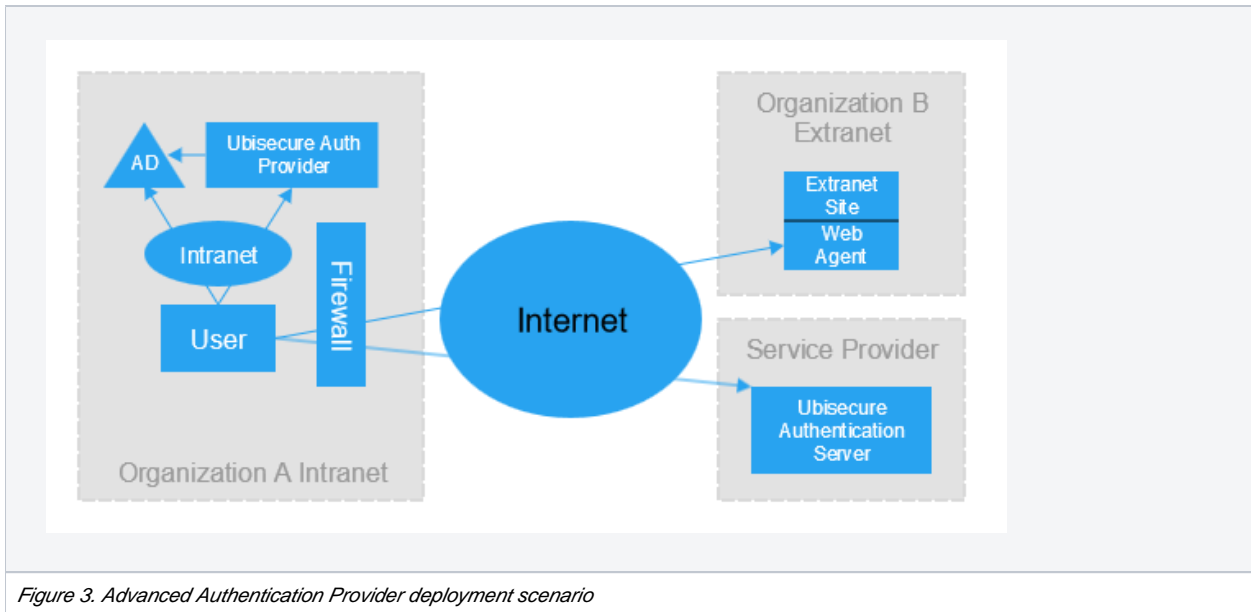 AD
Ubisecure Auth
Provider
Intranet
User
Firewall
Organization A Intranet
Internet
Organization B
Extranet
Extranet
Site
Web
Agent
Service Provider
Ubisecure
Authentication
Server
Figure 3. Advanced Authentication Provider deployment scenario